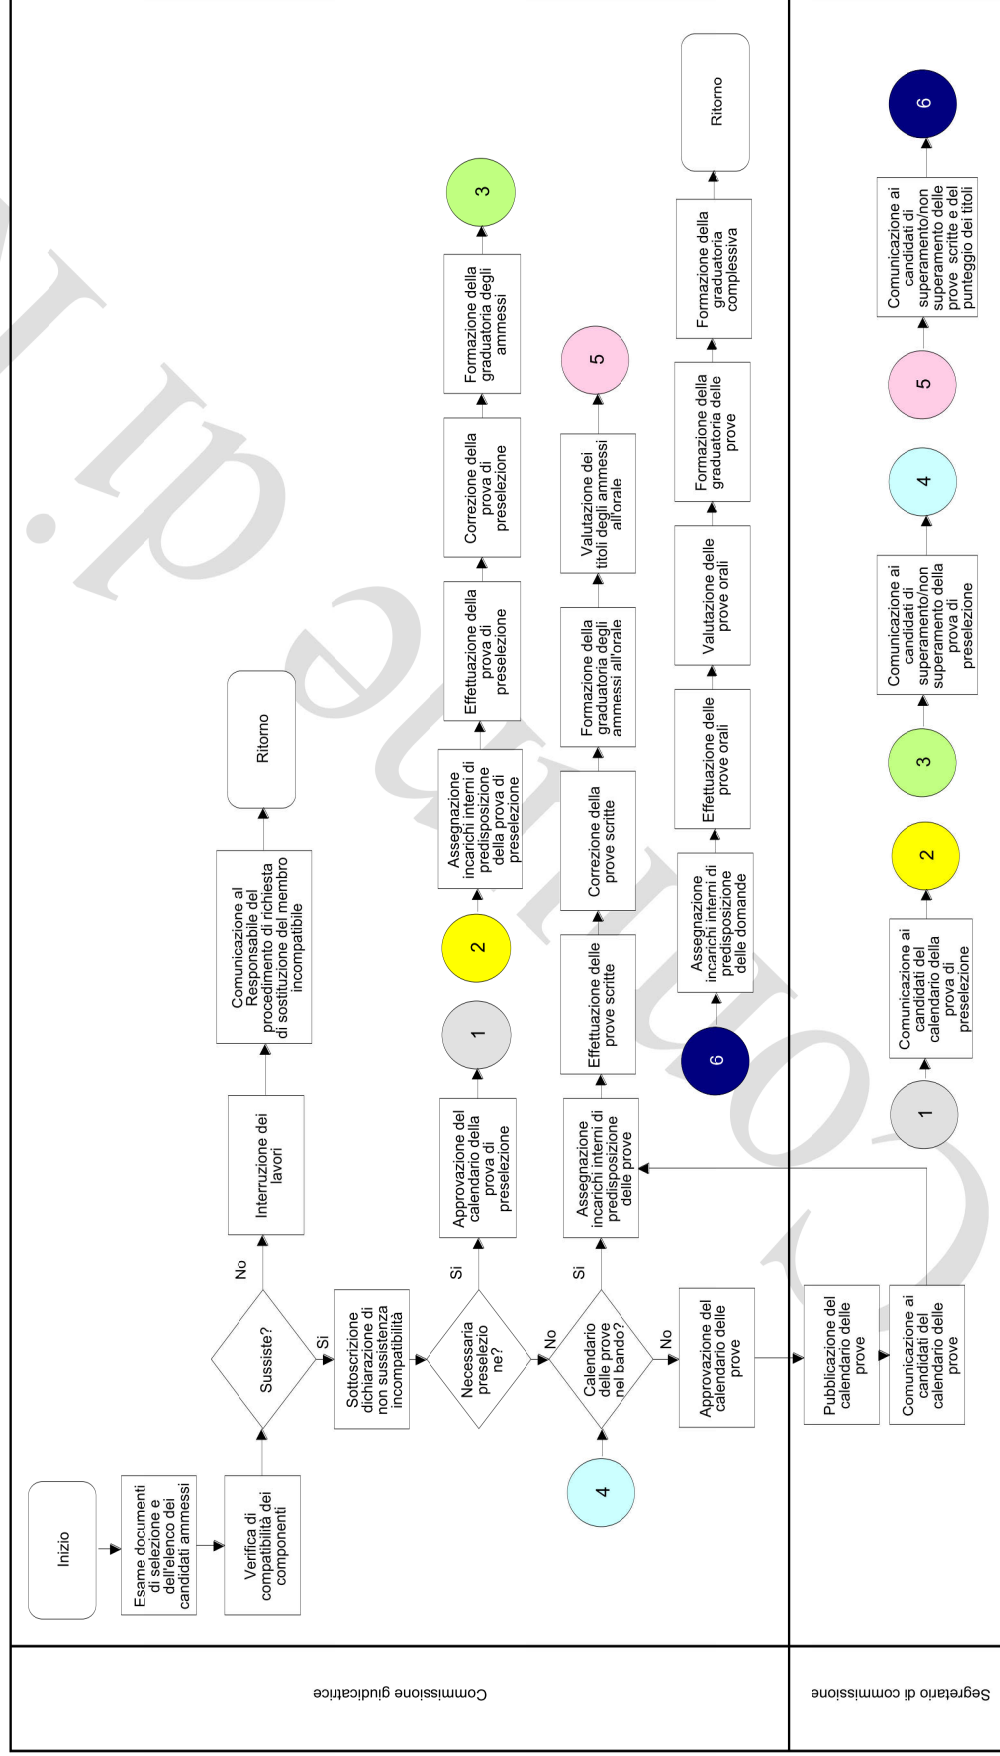 Commissione giudicatrice
Inizio
Esame documenti
di selezione e
dell'elenco dei
candidati ammessi
Verifica di
compatibilità dei
componenti
Sussiste?
No
Interruzione dei
lavori
Comunicazione al
Responsabile del
procedimento di richiesta
di sostituzione del membro
incompatibile
Ritorno
Si
Sottoscrizione
dichiarazione di
non sussistenza
incompatibilità
Necessaria
preselezio
ne?
Si
Approvazione del
calendario della
prova di
preselezione
1
2
Assegnazione
incarichi interni di
predisposizione
della prova di
preselezione
Effettuazione della
prova di
preselezione
Correzione della
prova di
preselezione
Formazione della
graduatoria degli
ammessi
3
No
4
Calendario
delle prove
nel bando?
Si
Assegnazione
incarichi interni di
predisposizione
delle prove
Effettuazione delle
prove scritte
Correzione della
prove scritte
Formazione della
graduatoria degli
ammessi all'orale
Valutazione dei
titoli degli ammessi
all'orale
5
No
Approvazione del
calendario delle
prove
6
Assegnazione
incarichi interni di
predisposizione
delle domande
Effettuazione delle
prove orali
Valutazione delle
prove orali
Formazione della
graduatoria delle
prove
Formazione della
graduatoria
complessiva
Ritorno
Segretario di commissione
Pubblicazione del
calendario delle
prove
Comunicazione ai
candidati del
calendario delle
prove
1
Comunicazione ai
candidati del
calendario della
prova di
preselezione
2
3
Comunicazione ai
candidati di
superamento/non
superamento della
prova di
preselezione
4
5
Comunicazione ai
candidati di
superamento/non
superamento delle
prove scritte e del
punteggio dei titoli
6
Comune di